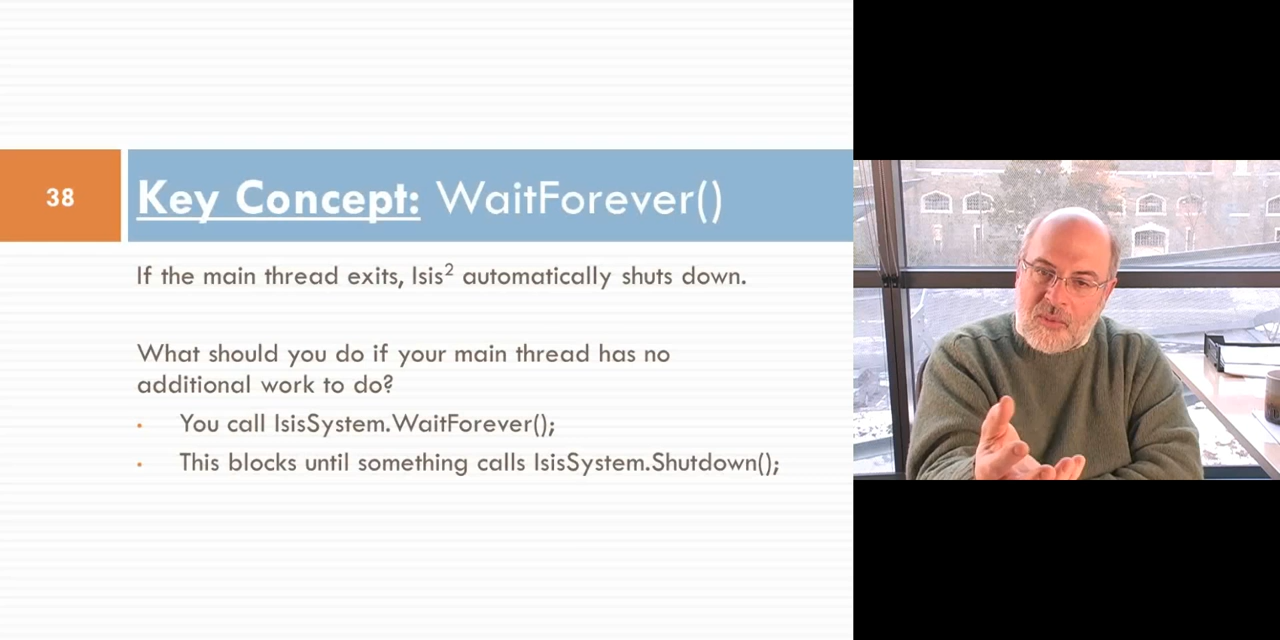 38
Key Concept: WaitForever()
If the main thread exits, Isis² automatically shuts down.
What should you do if your main thread has no
additional work to do?
• You call IsisSystem.WaitForever();
• This blocks until something calls IsisSystem.Shutdown();